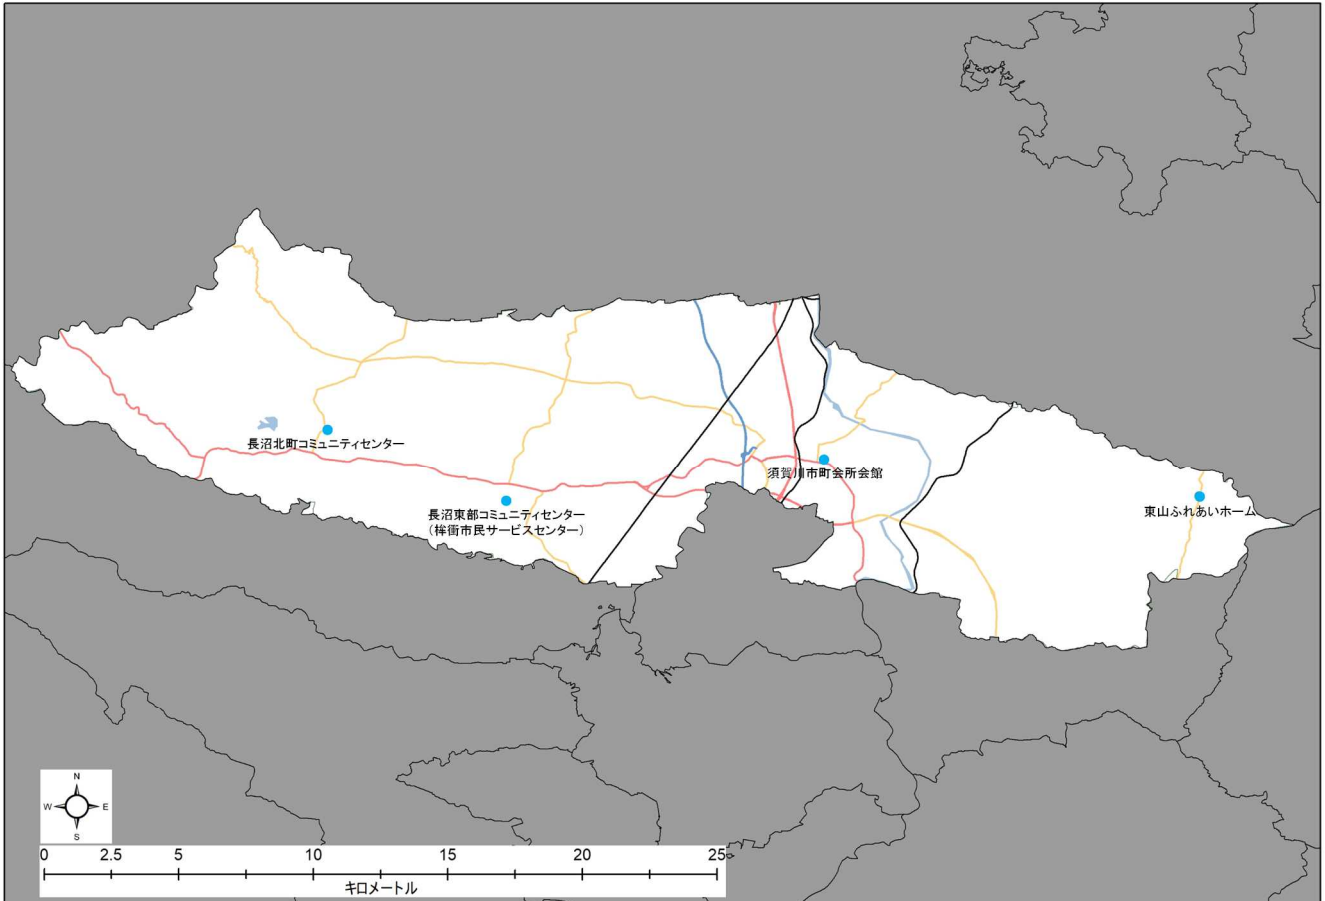 長沼北町コミュニティセンター
須賀川市町会所会館
長沼東部コミュニティセンター
（桙衝市民サービスセンター）
東山ふれあいホーム
N
W E
S
0 2.5 5 10 15 20 25
キロメートル